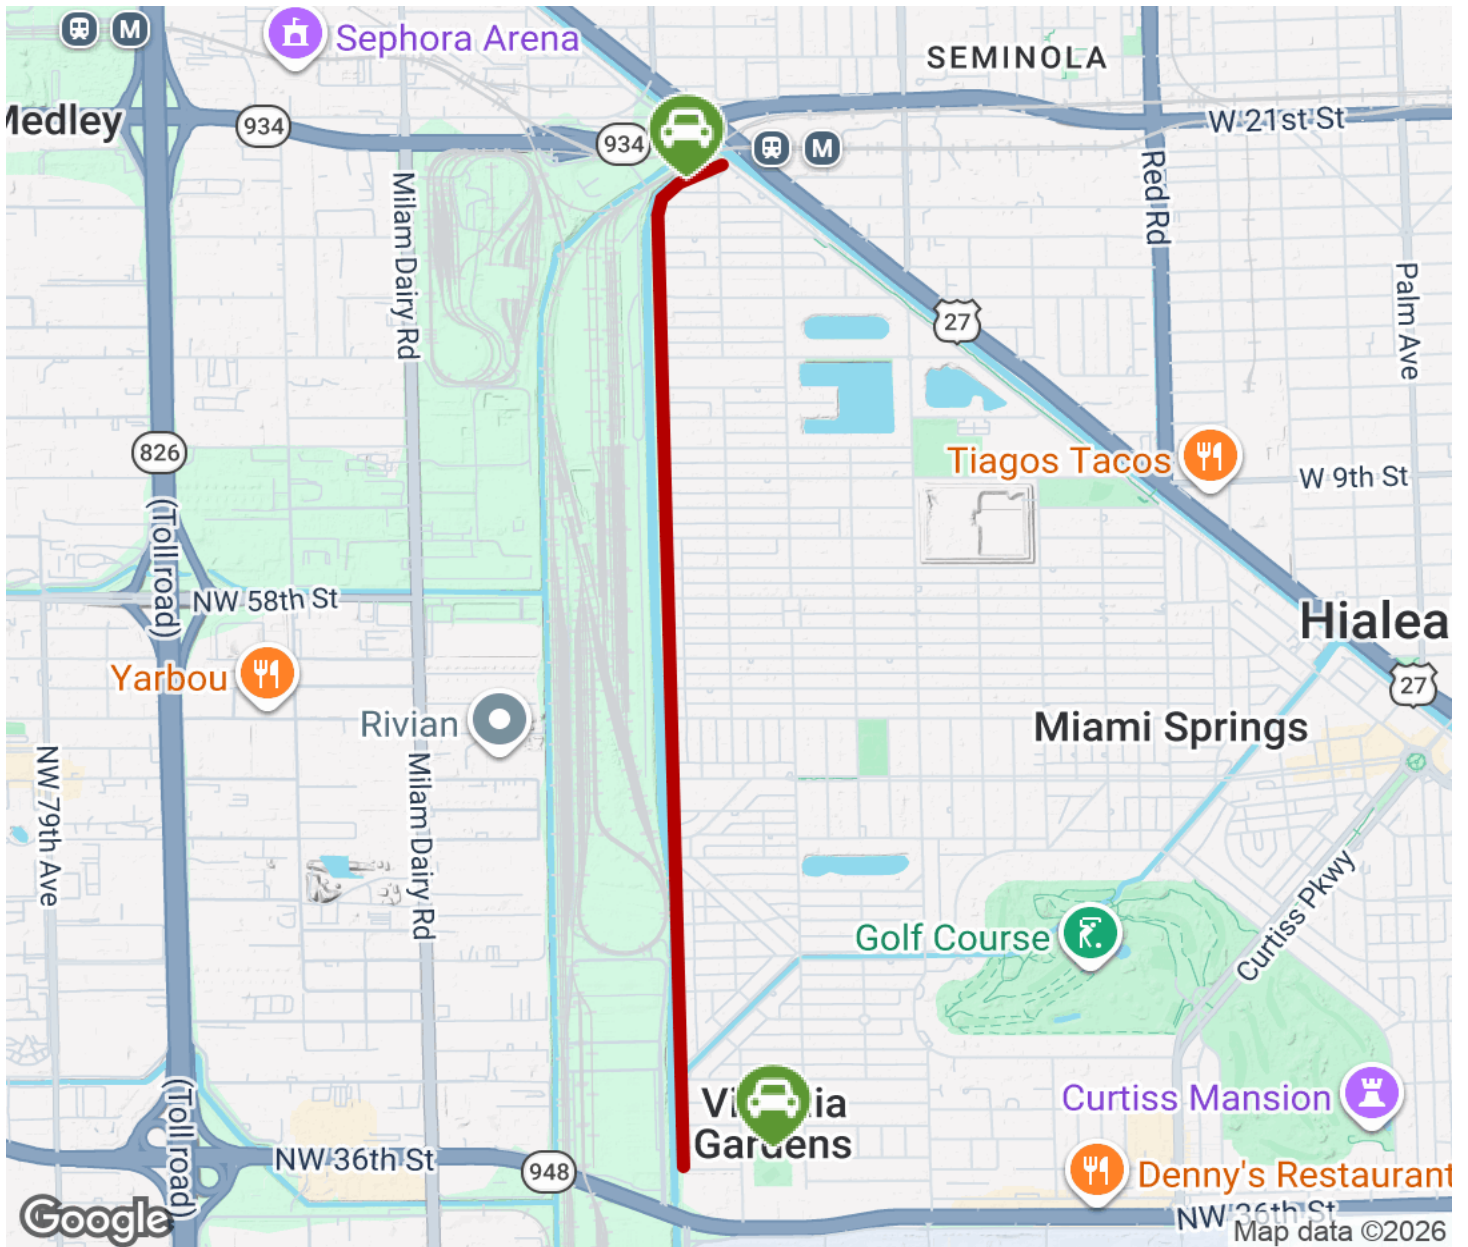 M
Sephora Arena
SEMINOLA
Medley
934
934
M
W 21st St
Milam Dairy Rd
Red Rd
Palm Ave
27
826
Tiagos Tacos
W 9th St
(Toll road)
NW 58th St
Hialea
Yarbou
27
Rivian
Miami Springs
NW 79th Ave
Milam Dairy Rd
Curtiss Pkwy
Golf Course
(Toll road)
Curtiss Mansion
Gardens
NW 36th St
948
Denny's Restaurant
NW 36th St
Google
Map data ©2026